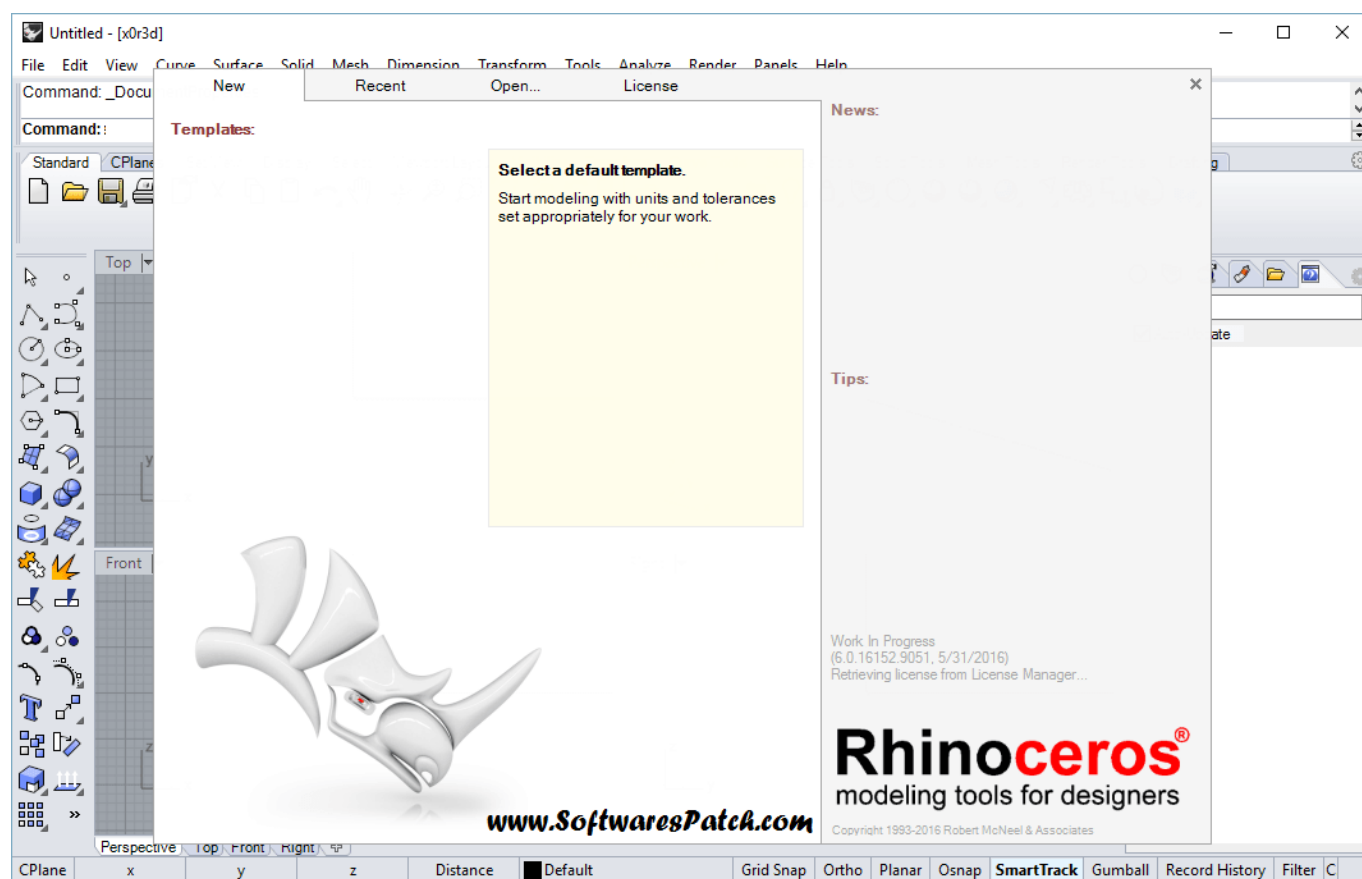 Untitled - [x0r3d]
File Edit View Curve Surface Solid Mesh Dimension Transform Tools Analyze Render Panels Help
Command: _Docu
Command:
New Recent Open... License
Templates:
Select a default template.
Start modeling with units and tolerances
set appropriately for your work.
News:
Standard CPlane
Top
ate
Tips:
y
Front
Work In Progress
(6.0.16152.9051, 5/31/2016)
Retrieving license from License Manager...
z
Rhinoceros®
modeling tools for designers
www.SoftwaresPatch.com
Copyright 1993-2016 Robert McNeel & Associates
Perspective Top Front Right
CPlane x y z Distance Default Grid Snap Ortho Planar Osnap SmartTrack Gumball Record History Filter C